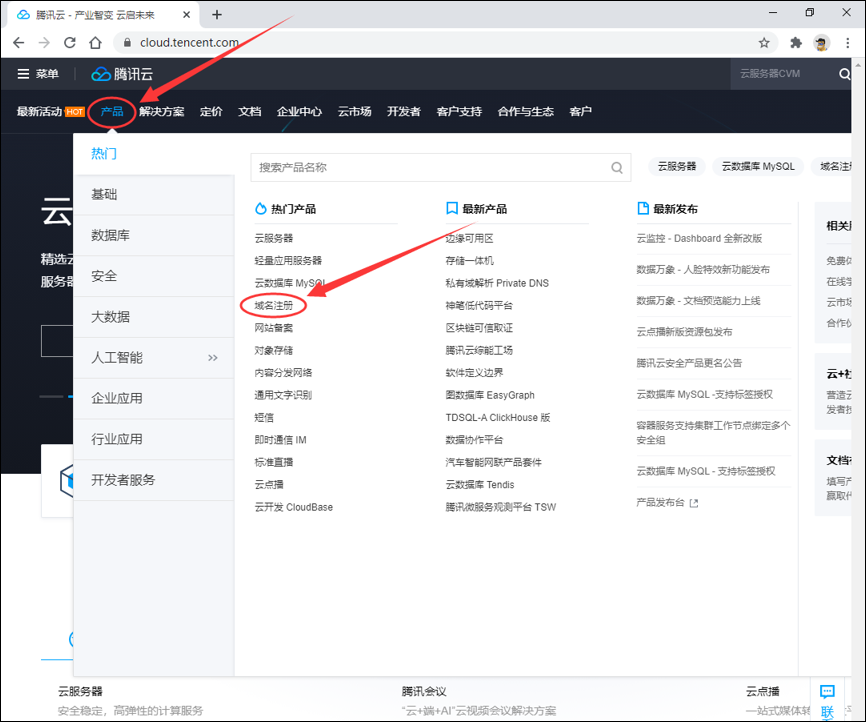 腾讯云 - 产业智变 云启未来
cloud.tencent.com
菜单
腾讯云
云服务器CVM
最新活动 HOT 产品 解决方案 定价 文档 企业中心 云市场 开发者 客户支持 合作与生态 客户
热门
基础
数据库
安全
大数据
人工智能 >>
企业应用
行业应用
开发者服务
搜索产品名称
云服务器 云数据库 MySQL 域名注
热门产品
云服务器
轻量应用服务器
云数据库 MySQL
域名注册
网站备案
对象存储
内容分发网络
通用文字识别
短信
即时通信 IM
标准直播
云点播
云开发 CloudBase
最新产品
边缘可用区
存储一体机
私有域解析 Private DNS
神笔低代码平台
区块链可信取证
腾讯云综能工场
软件定义边界
图数据库 EasyGraph
TDSQL-A ClickHouse 版
数据协作平台
汽车智能网联产品套件
云数据库 Tendis
腾讯微服务观测平台 TSW
最新发布
云监控 - Dashboard 全新改版
数据万象 - 人脸特效新功能发布
数据万象 - 文档预览能力上线
云点播新版资源包发布
腾讯云安全产品更名公告
云数据库 MySQL -支持标签授权
容器服务支持集群工作节点绑定多个
安全组
云数据库 MySQL - 支持标签授权
产品发布台
相关
免费
在线学
云市场
合作伙
云+社
营造云
发者技
文档
填写产
赢取代
云
精选云
服务器
云服务器
安全稳定，高弹性的计算服务
腾讯会议
“云+端+AI”云视频会议解决方案
云点播
一站式媒体转
联